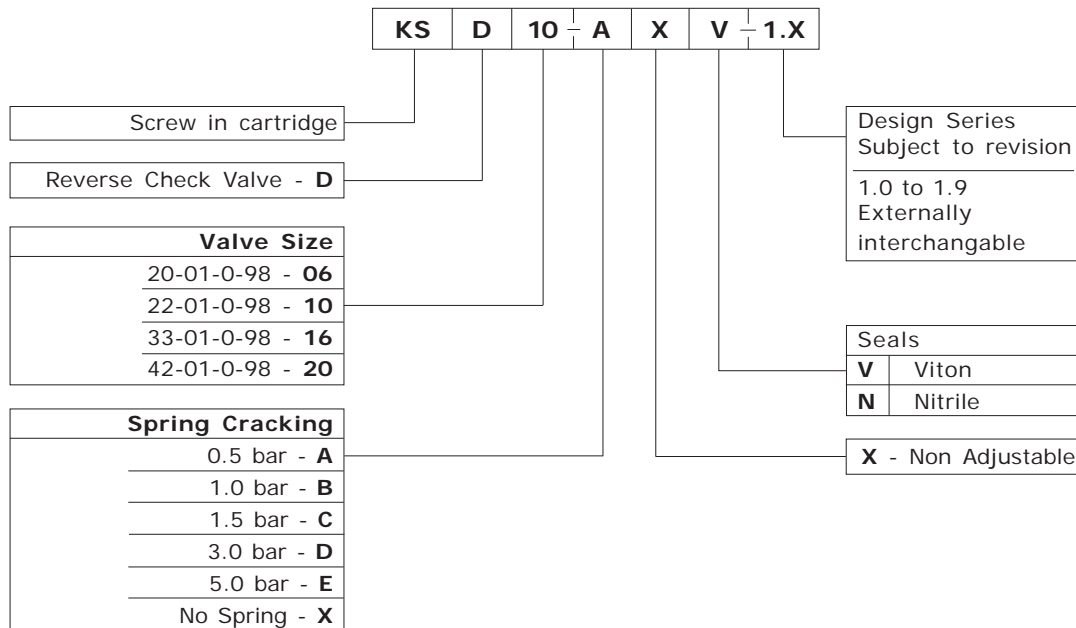 KS D 10 - A X V - 1.X
Screw in cartridge
Reverse Check Valve - D
Valve Size
20-01-0-98 - 06
22-01-0-98 - 10
33-01-0-98 - 16
42-01-0-98 - 20
Spring Cracking
0.5 bar - A
1.0 bar - B
1.5 bar - C
3.0 bar - D
5.0 bar - E
No Spring - X
Design Series
Subject to revision
1.0 to 1.9
Externally
interchangable
Seals
V Viton
N Nitrile
X - Non Adjustable